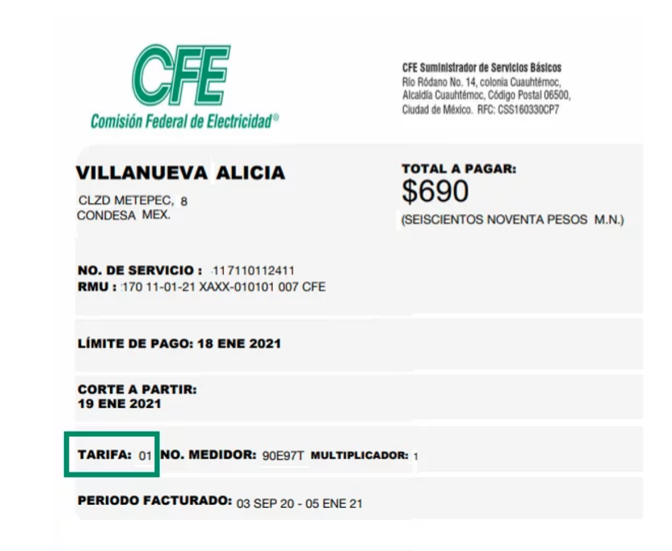 CFE
Comisión Federal de Electricidad®
CFE Suministrador de Servicios Básicos
Río Ródano No. 14, colonia Cuauhtémoc,
Alcaldía Cuauhtémoc, Código Postal 06500,
Ciudad de México. RFC: CSS160330CP7
VILLANUEVA ALICIA
CLZD METEPEC, 8
CONDESA MEX.
TOTAL A PAGAR:
$690
(SEISCIENTOS NOVENTA PESOS M.N.)
NO. DE SERVICIO : 117110112411
RMU : 170 11-01-21 XAXX-010101 007 CFE
LÍMITE DE PAGO: 18 ENE 2021
CORTE A PARTIR:
19 ENE 2021
TARIFA: 01 NO. MEDIDOR: 90E97T MULTIPLICADOR: 1
PERIODO FACTURADO: 03 SEP 20 - 05 ENE 21